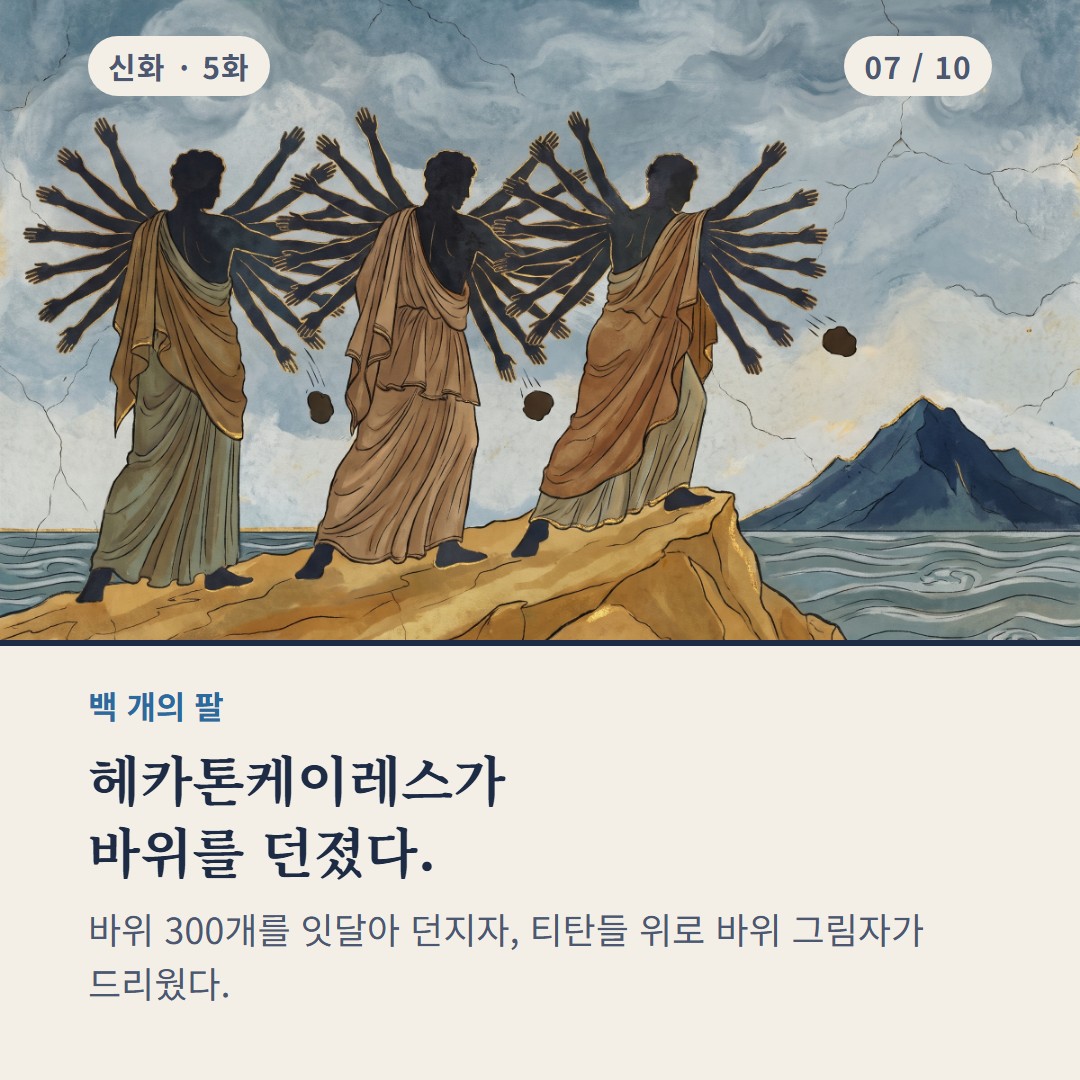 신화 · 5화
07 / 10
백 개의 팔
헤카톤케이레스가
바위를 던졌다.
바위 300개를 잇달아 던지자, 티탄들 위로 바위 그림자가
드리웠다.